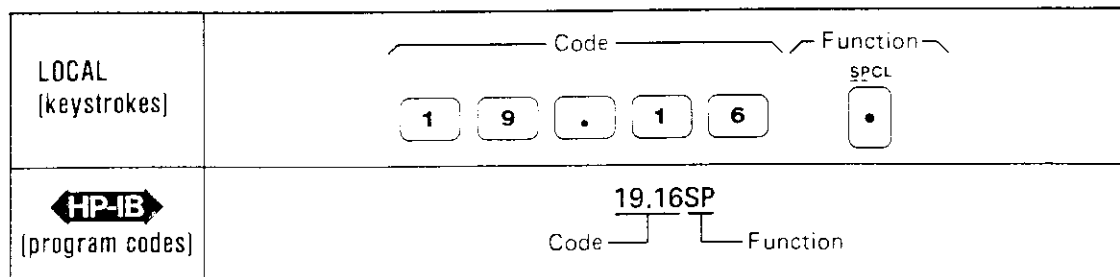 LOCAL
(keystrokes)
Code
Function
SPCL
1 9 . 1 6
HP-IB
(program codes)
19.16SP
Code
Function